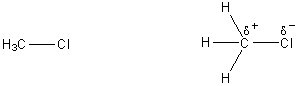 H₃C—Cl
H
δ⁺ δ⁻
H—C—Cl
H